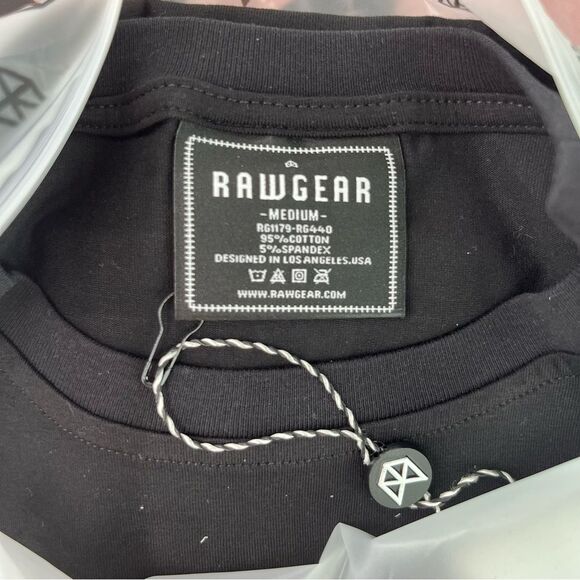 RAWGEAR
-MEDIUM-
RG1179-RG440
95%COTTON
5%SPANDEX
DESIGNED IN LOS ANGELES.USA
WWW.RAWGEAR.COM